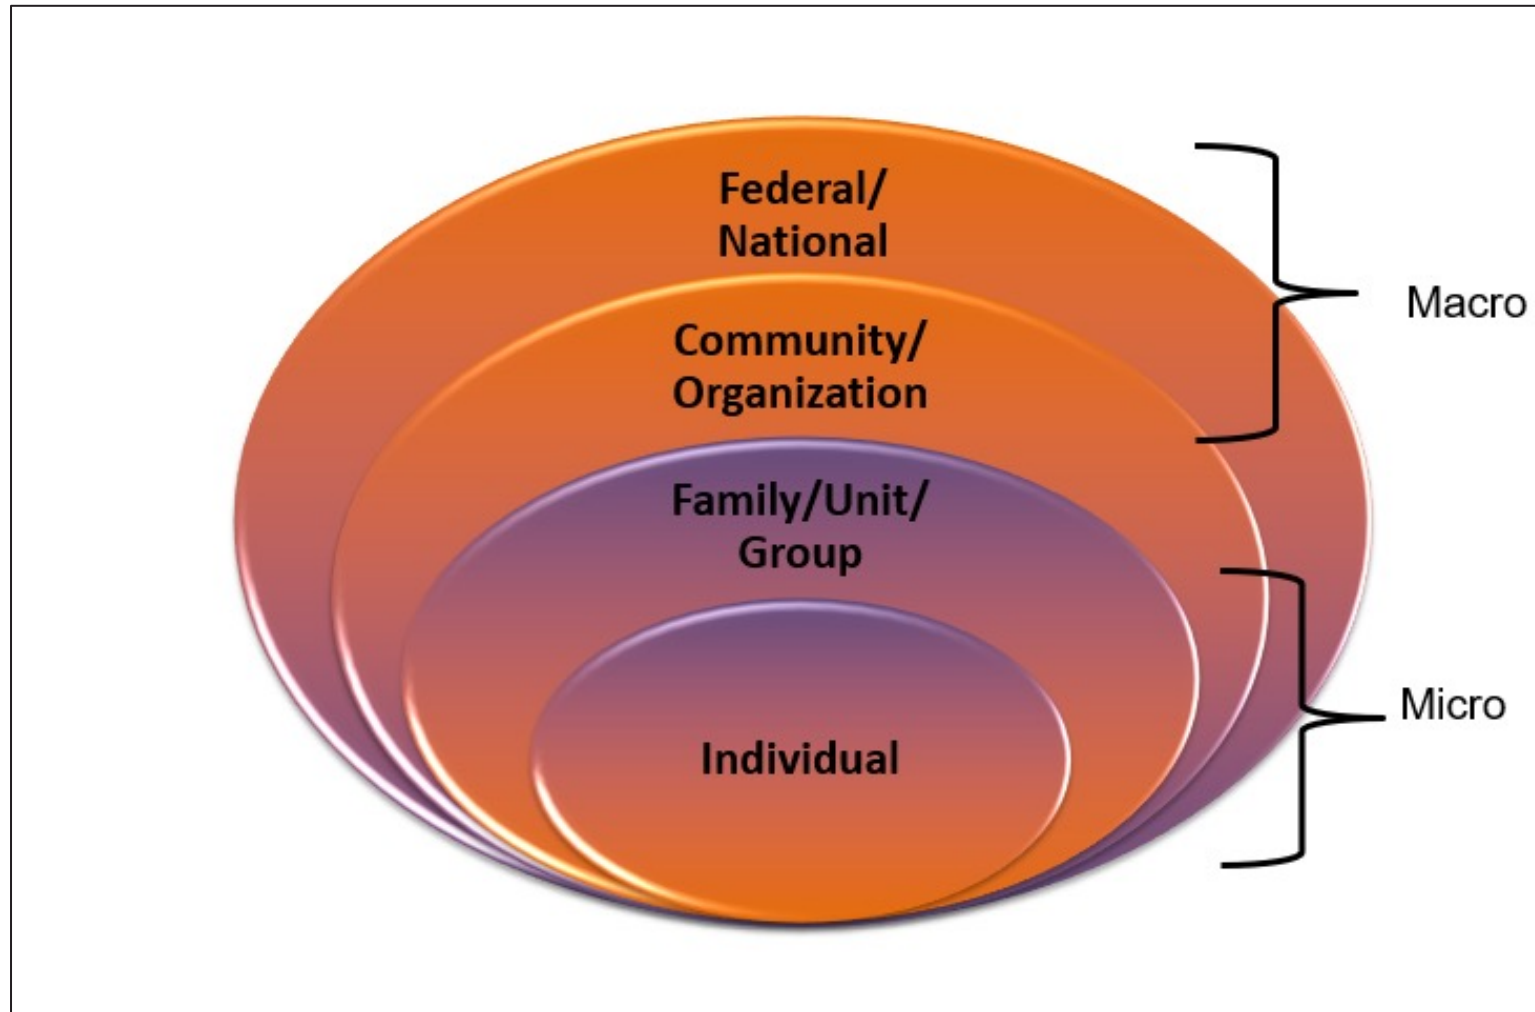 Federal/
National
Macro
Community/
Organization
Family/Unit/
Group
Micro
Individual